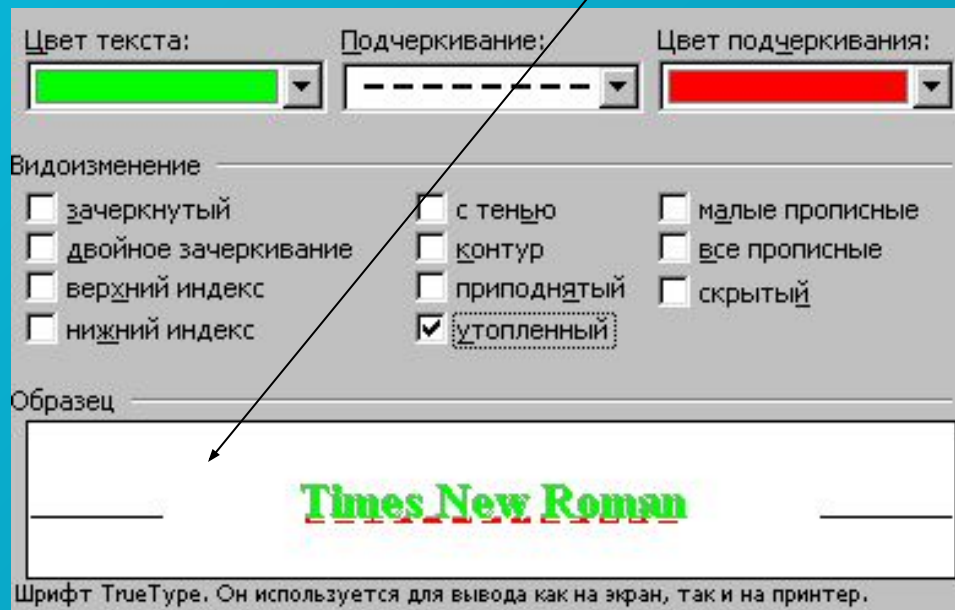 Цвет текста: Подчеркивание: Цвет подчеркивания:
Видоизменение
зачеркнутый с тенью малые прописные
двойное зачеркивание контур все прописные
верхний индекс приподнятый скрытый
нижний индекс утопленный
Образец
Times New Roman
Шрифт TrueType. Он используется для вывода как на экран, так и на принтер.